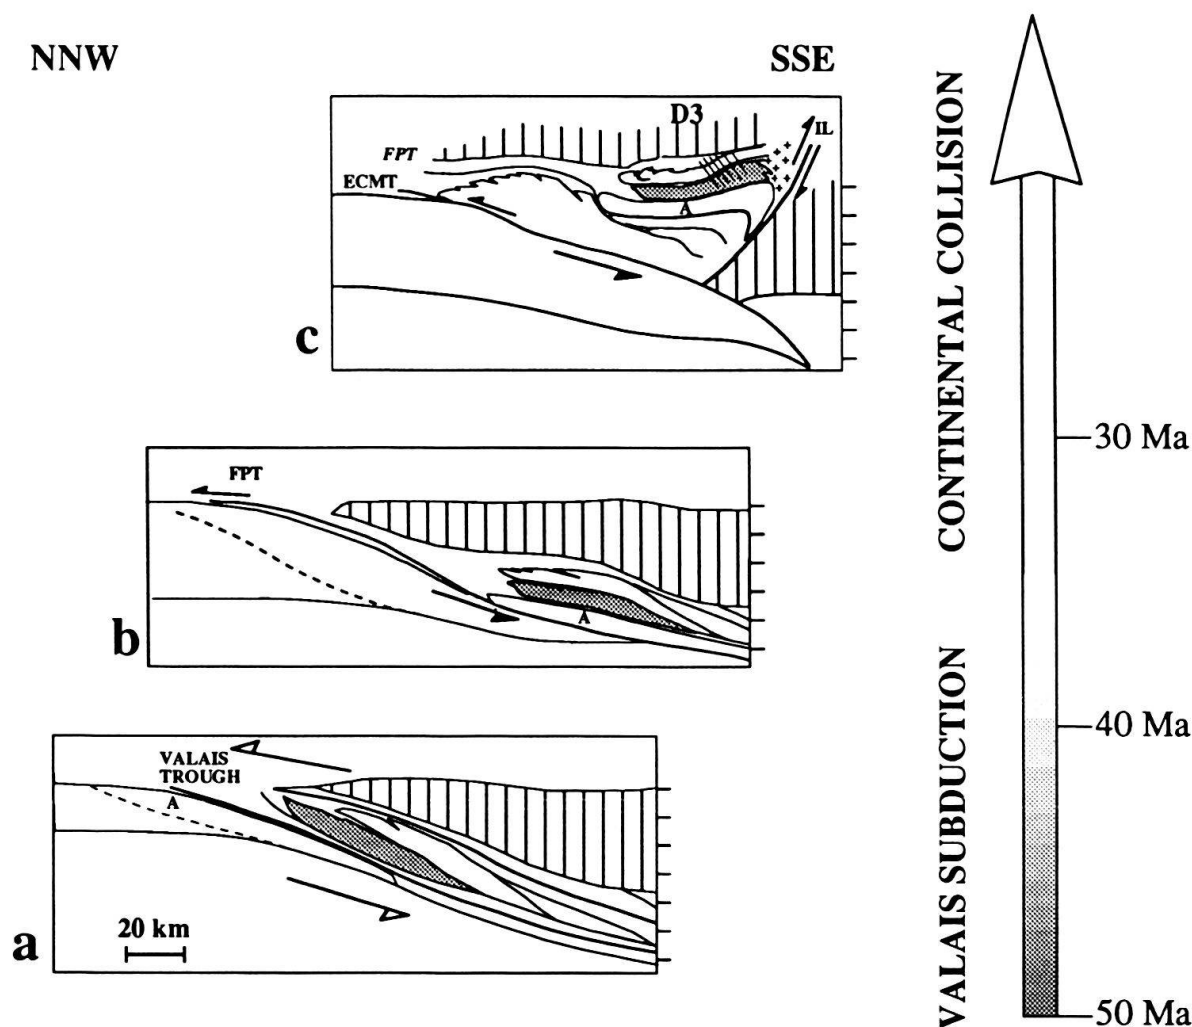 NNW
SSE
D3
IL
FPT
ECMT
A
c
FPT
A
b
VALAIS
TROUGH
A
20 km
a
CONTINENTAL COLLISION
VALAIS SUBDUCTION
30 Ma
40 Ma
50 Ma